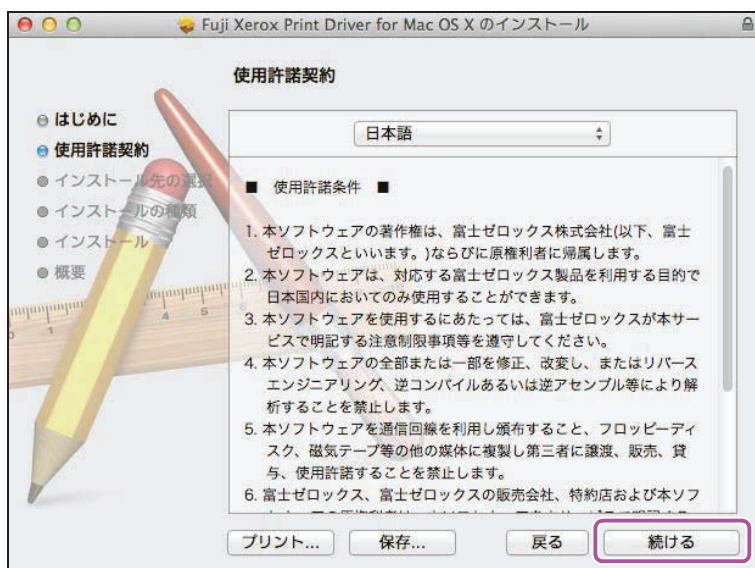 Fuji Xerox Print Driver for Mac OS X のインストール
使用許諾契約
はじめに
使用許諾契約
インストール先の選択
インストールの種類
インストール
概要
日本語
■ 使用許諾条件 ■
1. 本ソフトウェアの著作権は、富士ゼロックス株式会社(以下、富士
ゼロックスといいます。)ならびに原権利者に帰属します。
2. 本ソフトウェアは、対応する富士ゼロックス製品を利用する目的で
日本国内においてのみ使用することができます。
3. 本ソフトウェアを使用するにあたっては、富士ゼロックスが本サー
ビスで明記する注意制限事項等を遵守してください。
4. 本ソフトウェアの全部または一部を修正、改変し、またはリバース
エンジニアリング、逆コンパイルあるいは逆アセンブル等により解
析することを禁止します。
5. 本ソフトウェアを通信回線を利用し頒布すること、フロッピーディ
スク、磁気テープ等の他の媒体に複製し第三者に譲渡、販売、貸
与、使用許諾することを禁止します。
6. 富士ゼロックス、富士ゼロックスの販売会社、特約店および本ソフ
プリント... 保存... 戻る 続ける